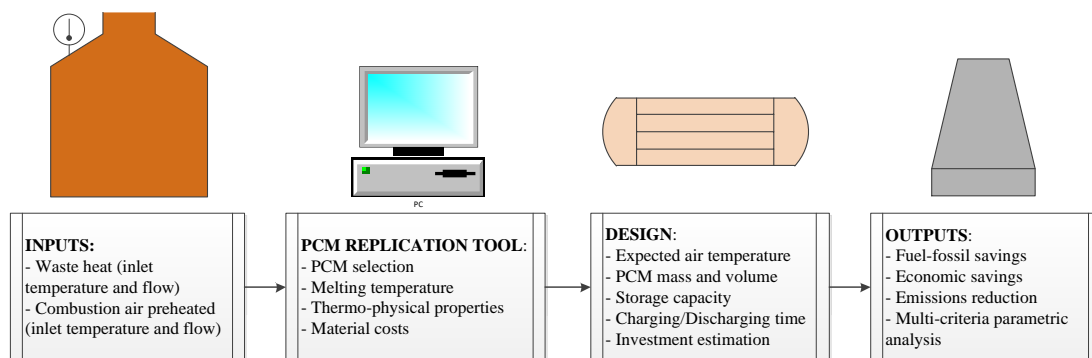 PC
INPUTS:
- Waste heat (inlet
temperature and flow)
- Combustion air preheated
(inlet temperature and flow)
PCM REPLICATION TOOL:
- PCM selection
- Melting temperature
- Thermo-physical properties
- Material costs
DESIGN:
- Expected air temperature
- PCM mass and volume
- Storage capacity
- Charging/Discharging time
- Investment estimation
OUTPUTS:
- Fuel-fossil savings
- Economic savings
- Emissions reduction
- Multi-criteria parametric
analysis